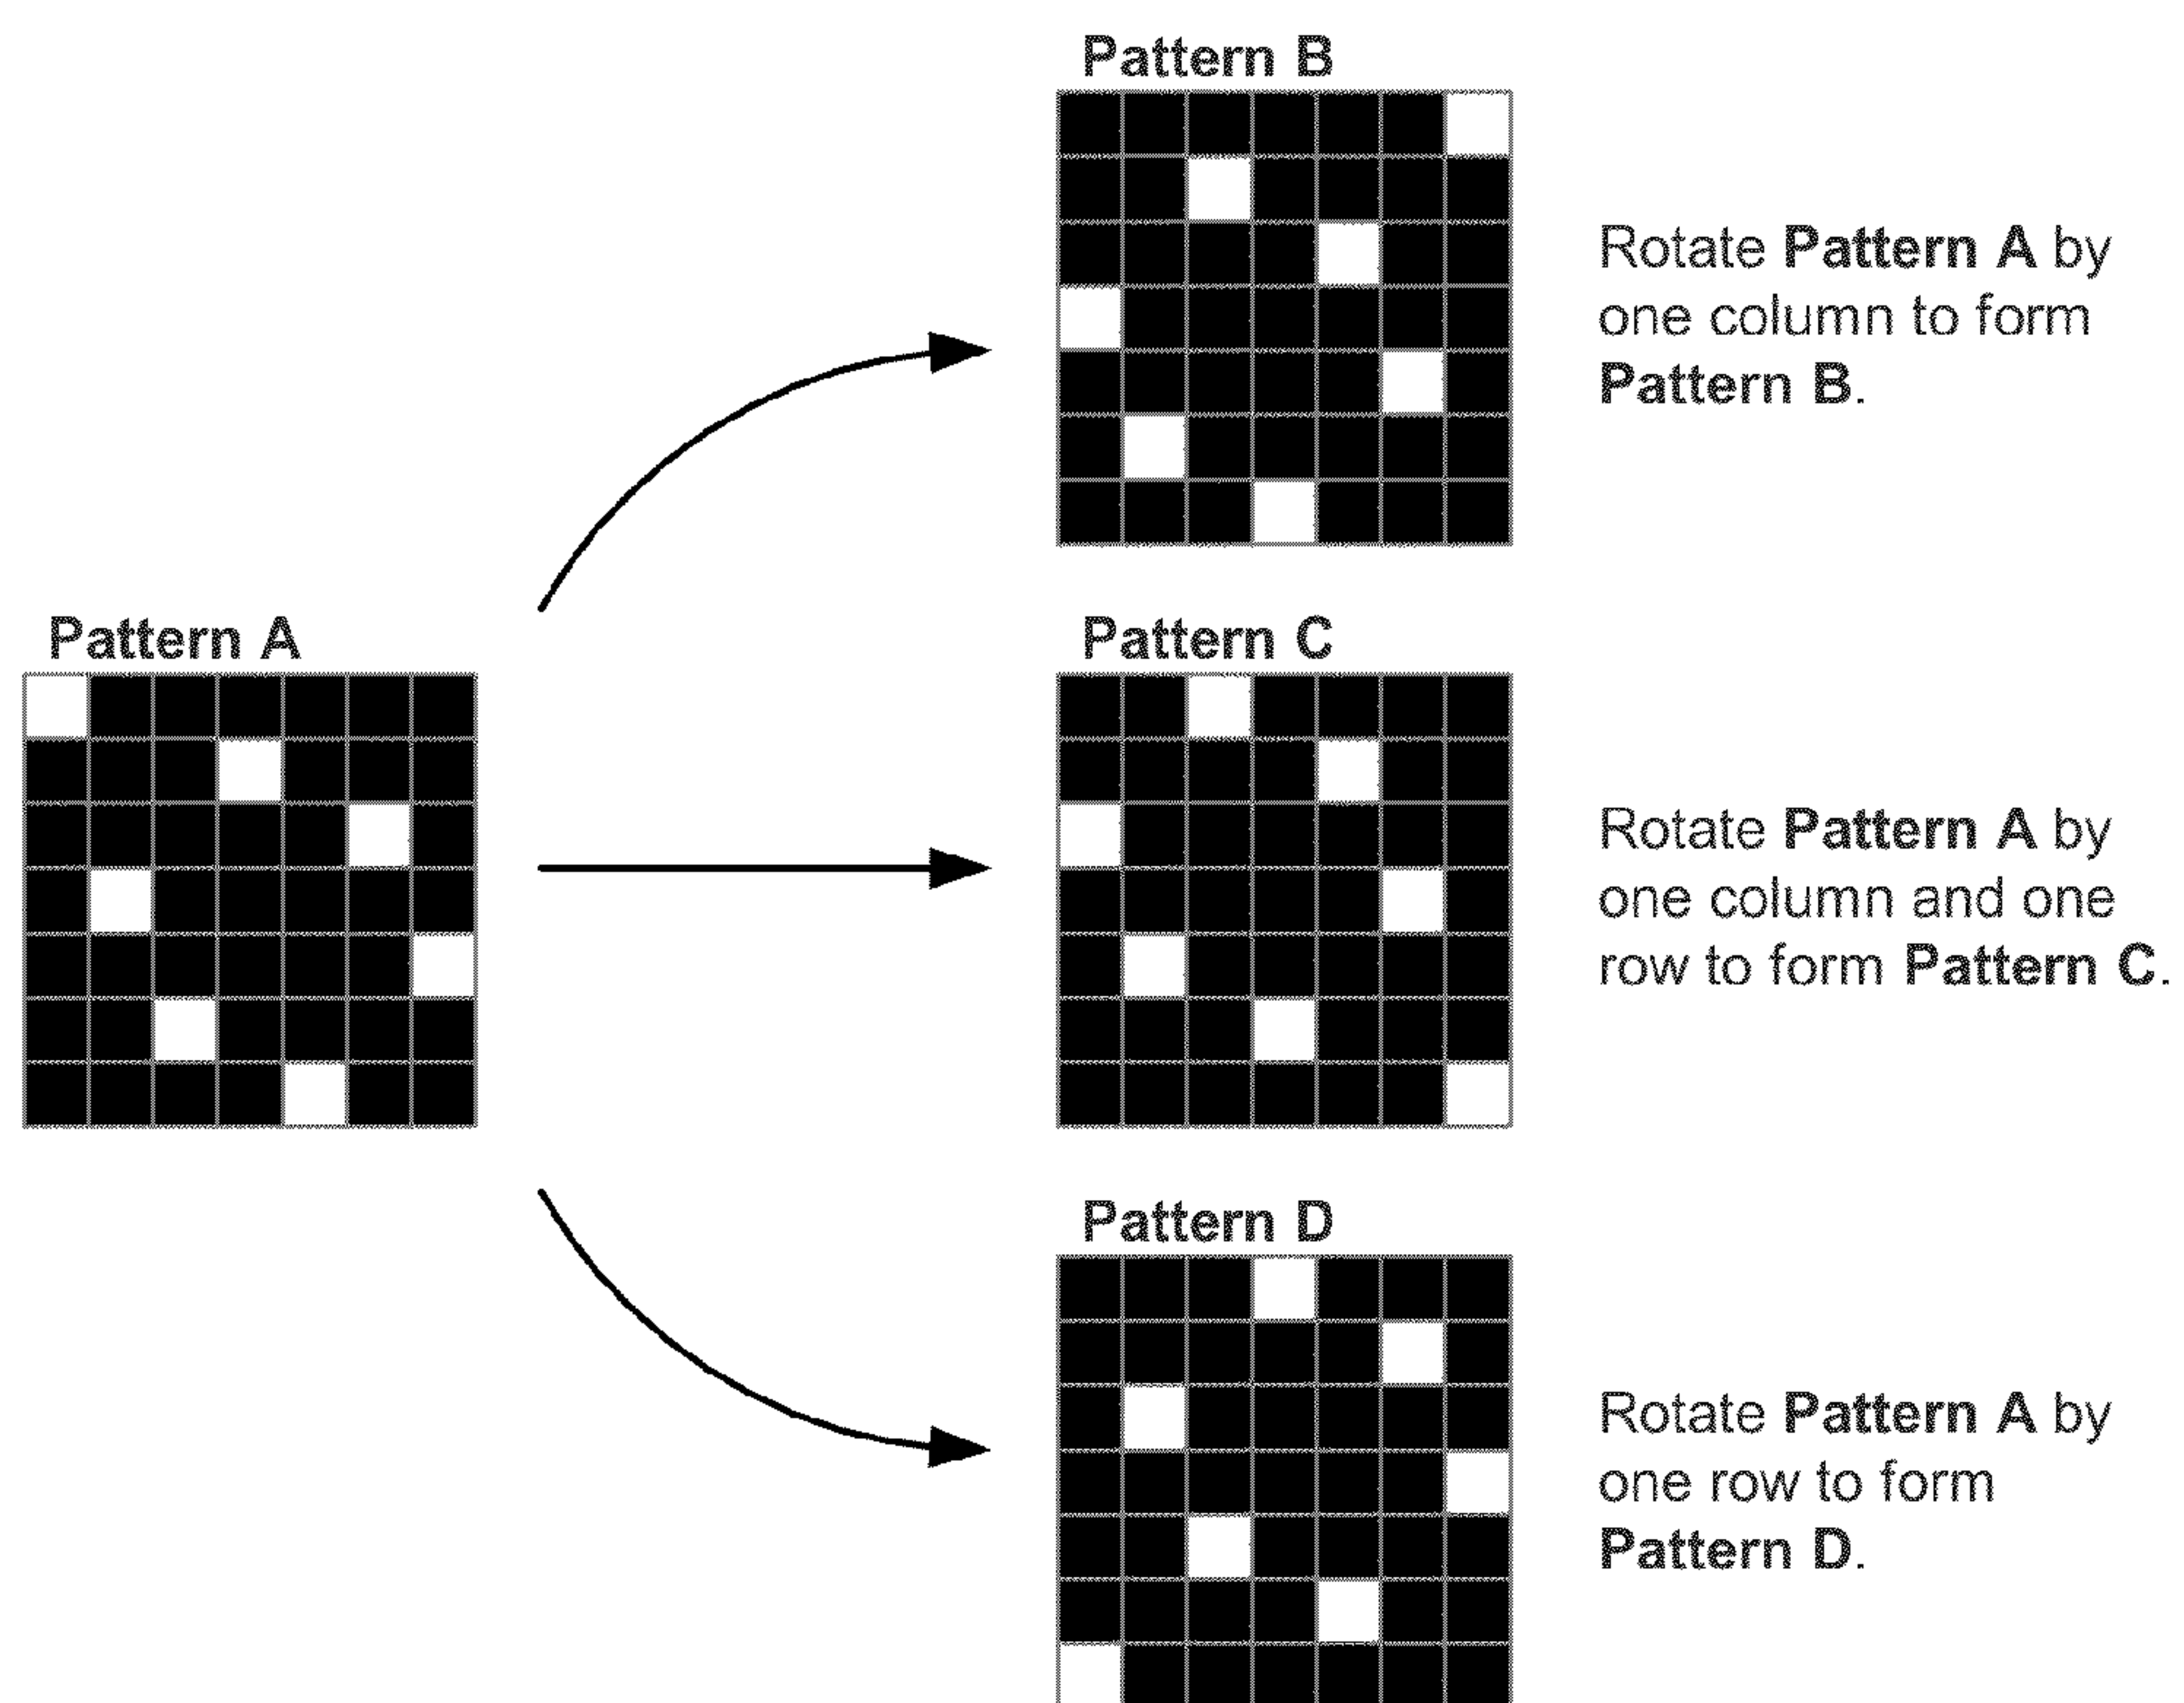 Pattern B
Rotate Pattern A by
one column to form
Pattern B.
Pattern A
Pattern C
Rotate Pattern A by
one column and one
row to form Pattern C.
Pattern D
Rotate Pattern A by
one row to form
Pattern D.